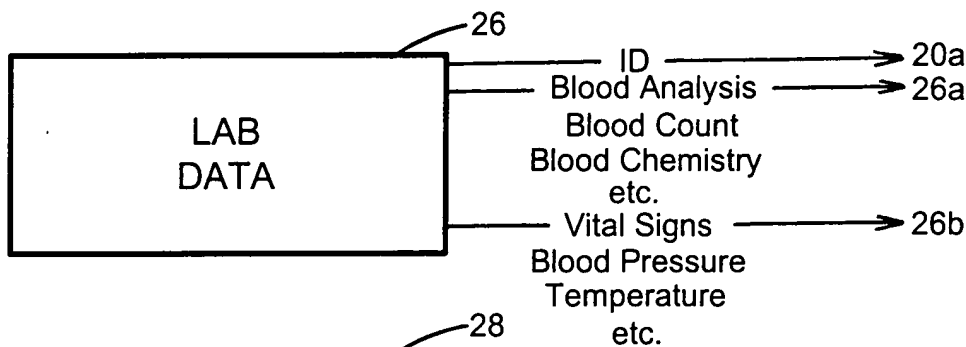 26
LAB
DATA
ID 20a
Blood Analysis 26a
Blood Count
Blood Chemistry
etc.
Vital Signs 26b
Blood Pressure
Temperature
etc.
28